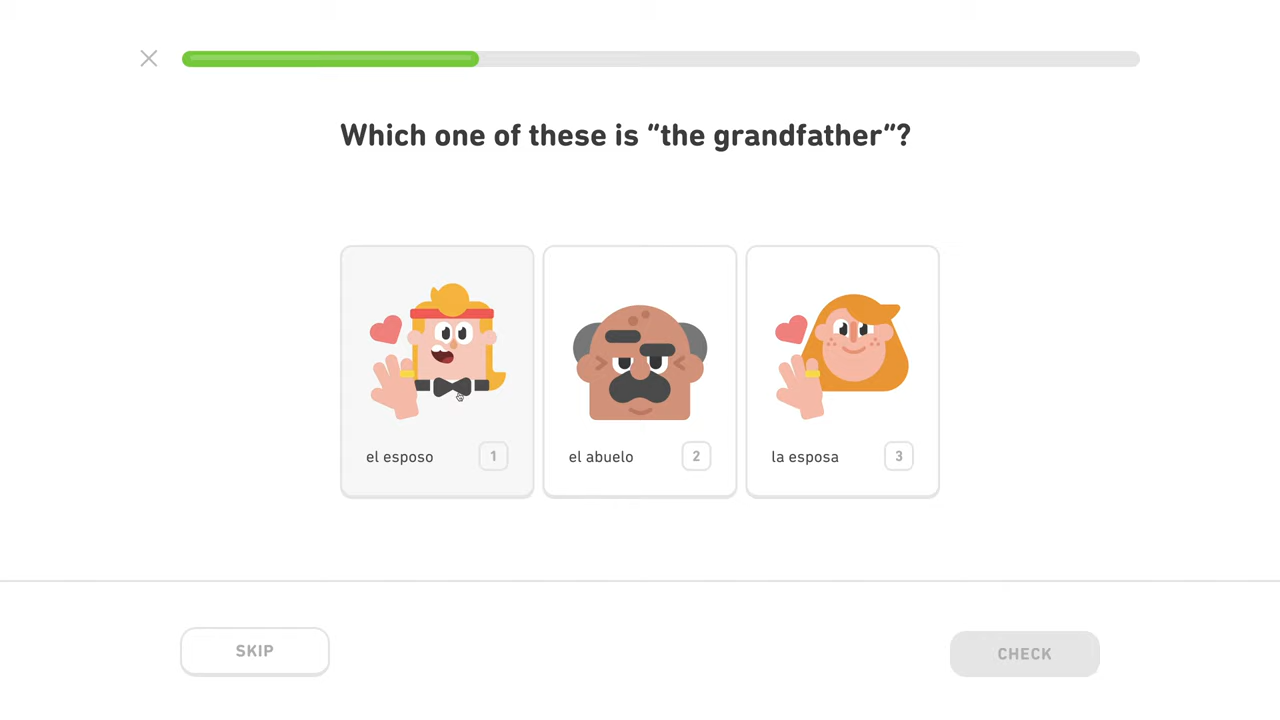 Which one of these is “the grandfather”?
el esposo 1
el abuelo 2
la esposa 3
SKIP
CHECK